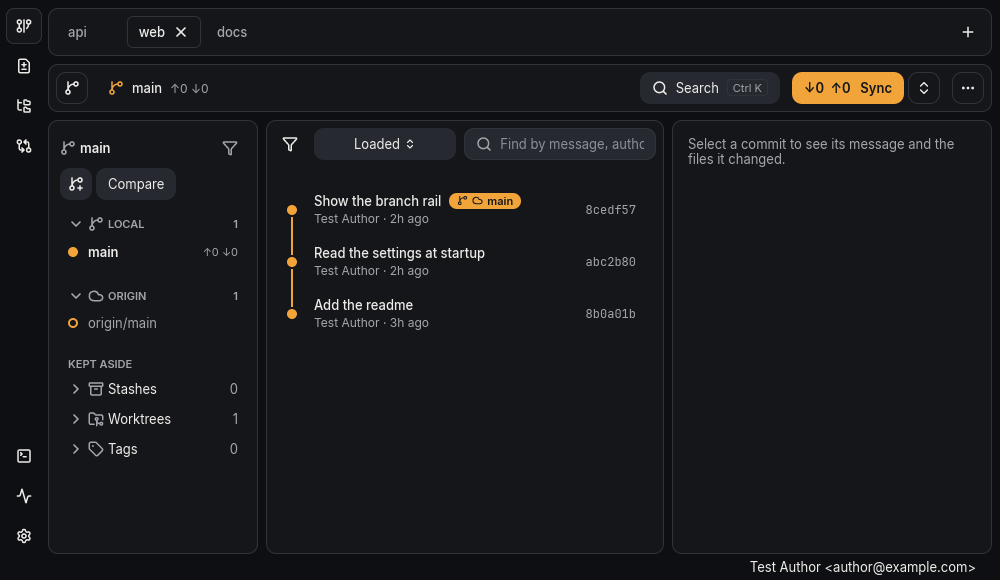 api web docs
main ↑0 ↓0 Search Ctrl K ↓0 ↑0 Sync
main
Compare
LOCAL 1
main ↑0 ↓0
ORIGIN 1
origin/main
KEPT ASIDE
Stashes 0
Worktrees 1
Tags 0
Loaded Find by message, autho
Show the branch rail main
Test Author · 2h ago 8cedf57
Read the settings at startup
Test Author · 2h ago abc2b80
Add the readme
Test Author · 3h ago 8b0a01b
Select a commit to see its message and the
files it changed.
Test Author <author@example.com>